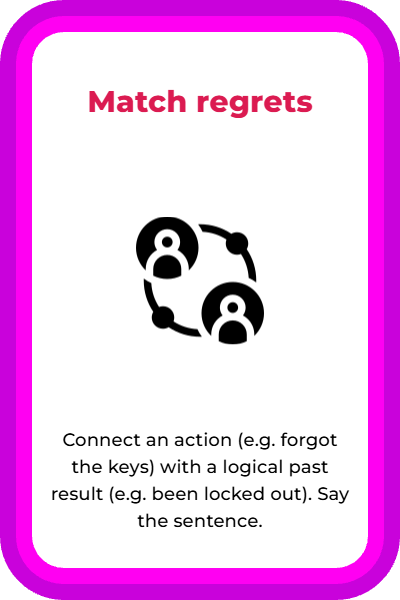 Match regrets
Connect an action (e.g. forgot
the keys) with a logical past
result (e.g. been locked out). Say
the sentence.